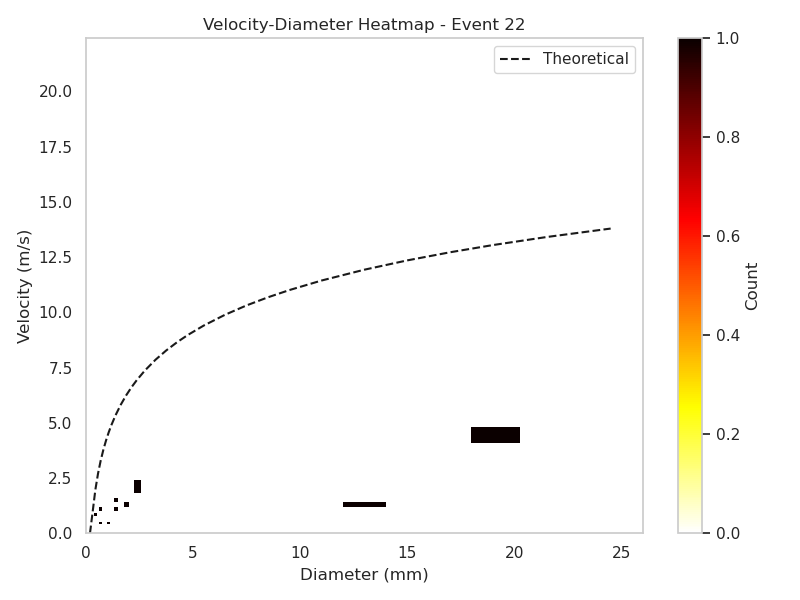 Velocity-Diameter Heatmap - Event 22
Theoretical
Velocity (m/s)
20.0
17.5
15.0
12.5
10.0
7.5
5.0
2.5
0.0
0 5 10 15 20 25
Diameter (mm)
1.0
0.8
0.6
0.4
0.2
0.0
Count